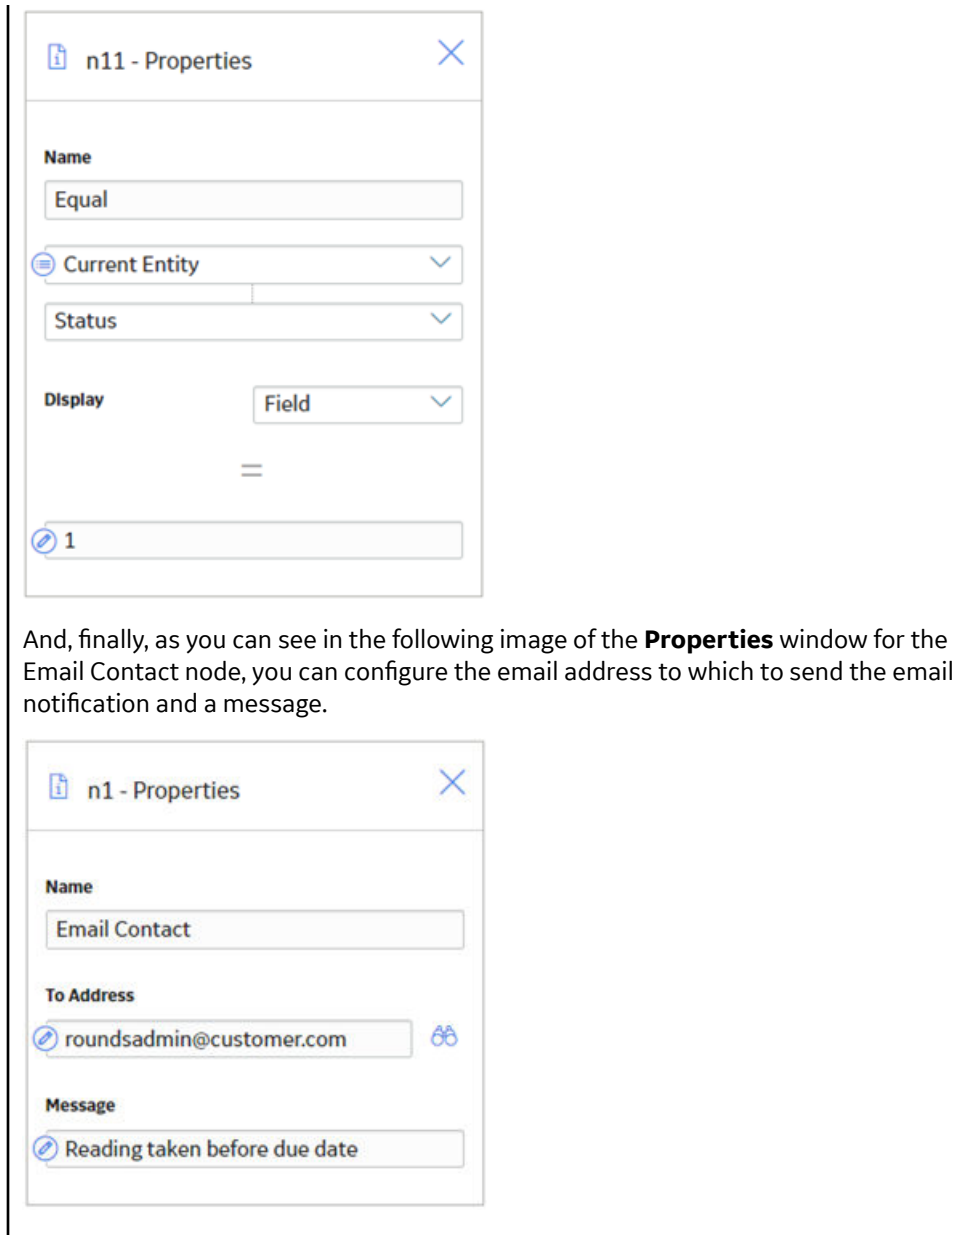 n11 - Properties
Name
Equal
Current Entity
Status
Display
Field
=
1
And, finally, as you can see in the following image of the Properties window for the
Email Contact node, you can configure the email address to which to send the email
notification and a message.
n1 - Properties
Name
Email Contact
To Address
roundsadmin@customer.com
Message
Reading taken before due date